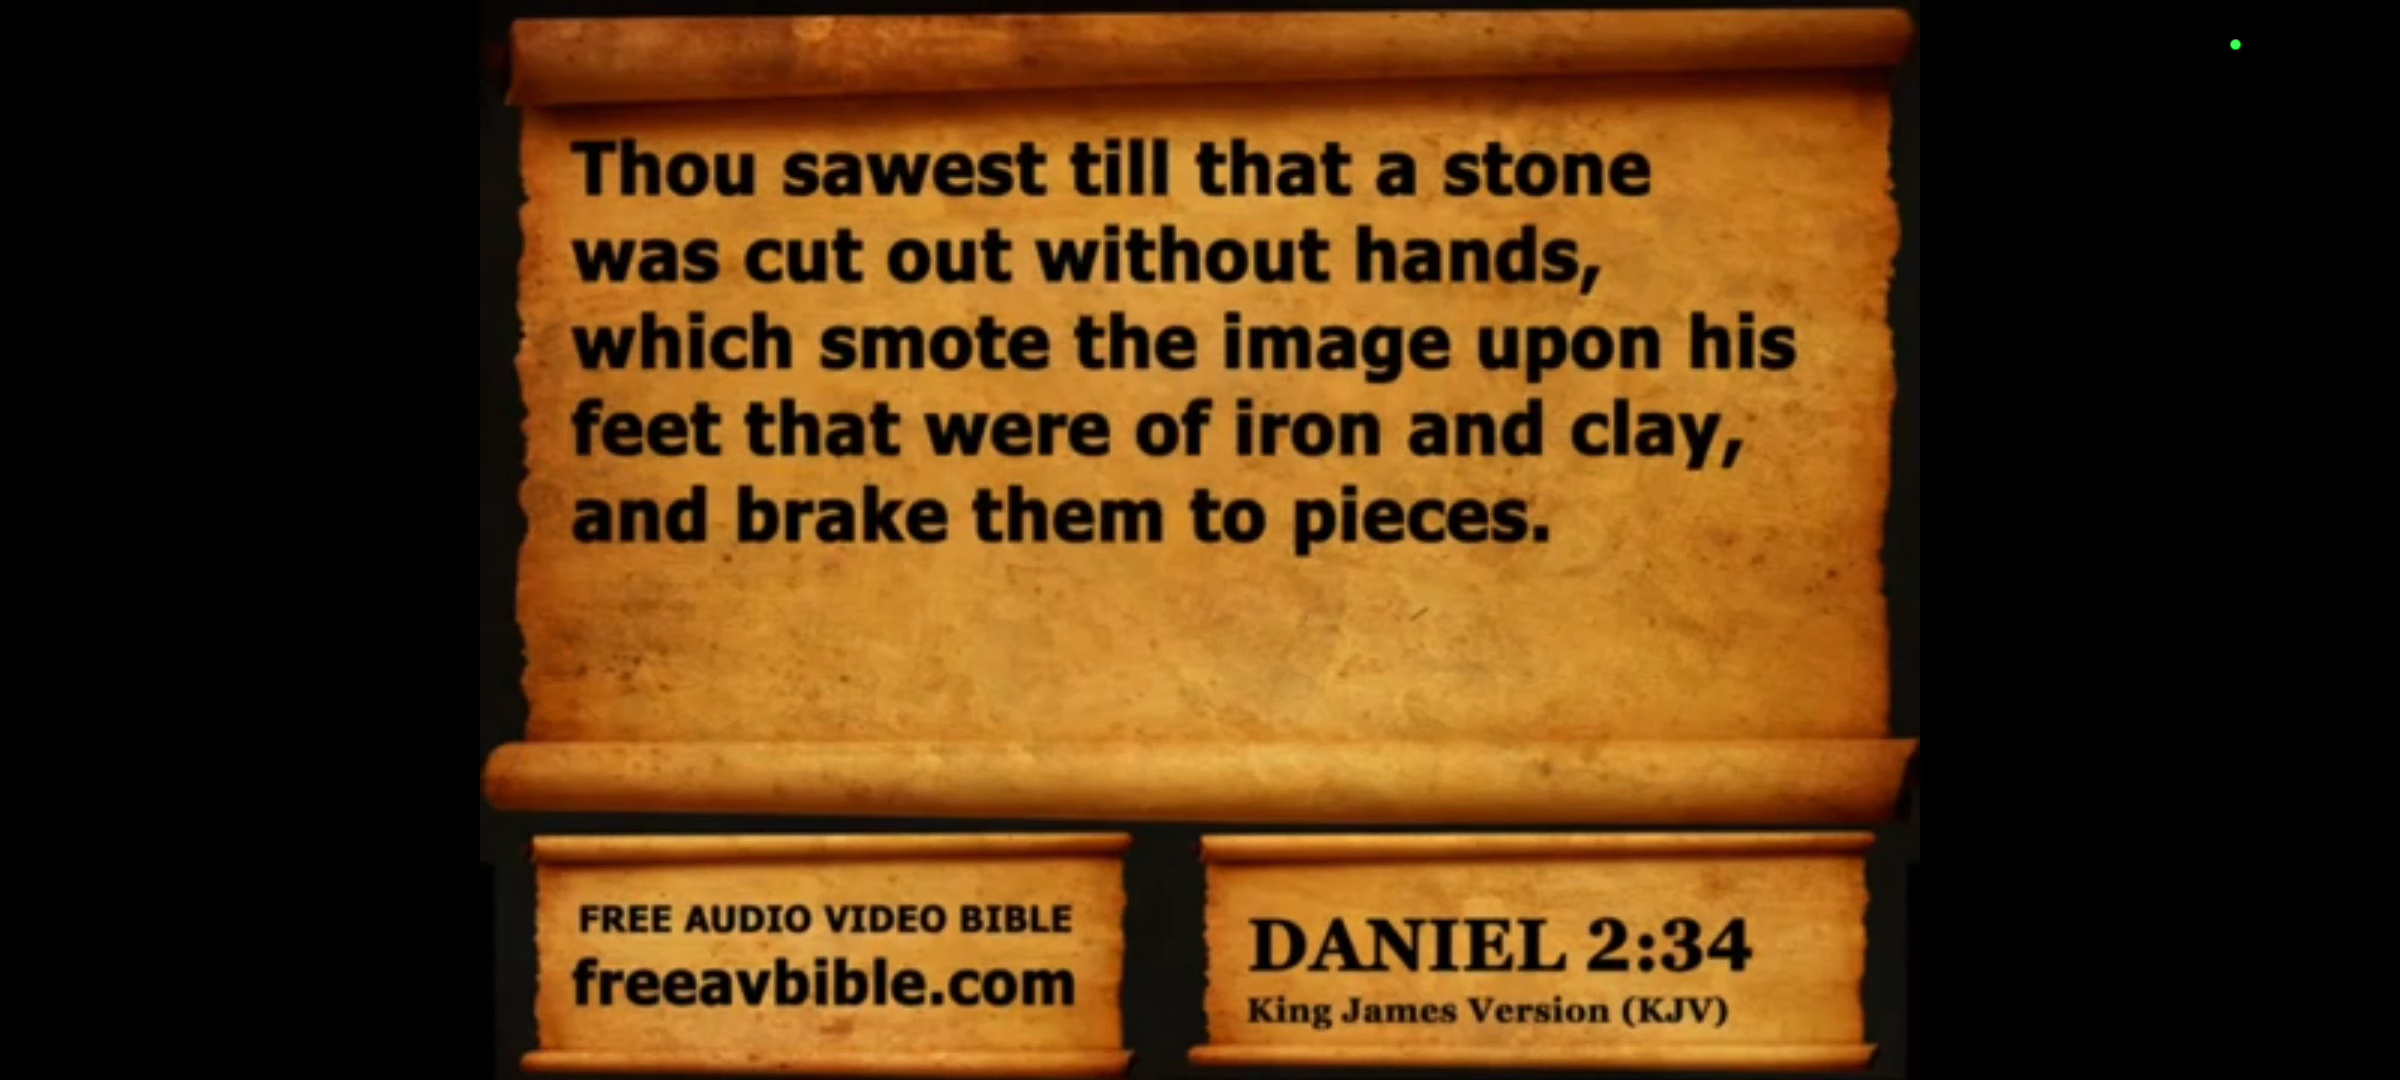 Thou sawest till that a stone
was cut out without hands,
which smote the image upon his
feet that were of iron and clay,
and brake them to pieces.
FREE AUDIO VIDEO BIBLE
freeavbible.com
DANIEL 2:34
King James Version (KJV)